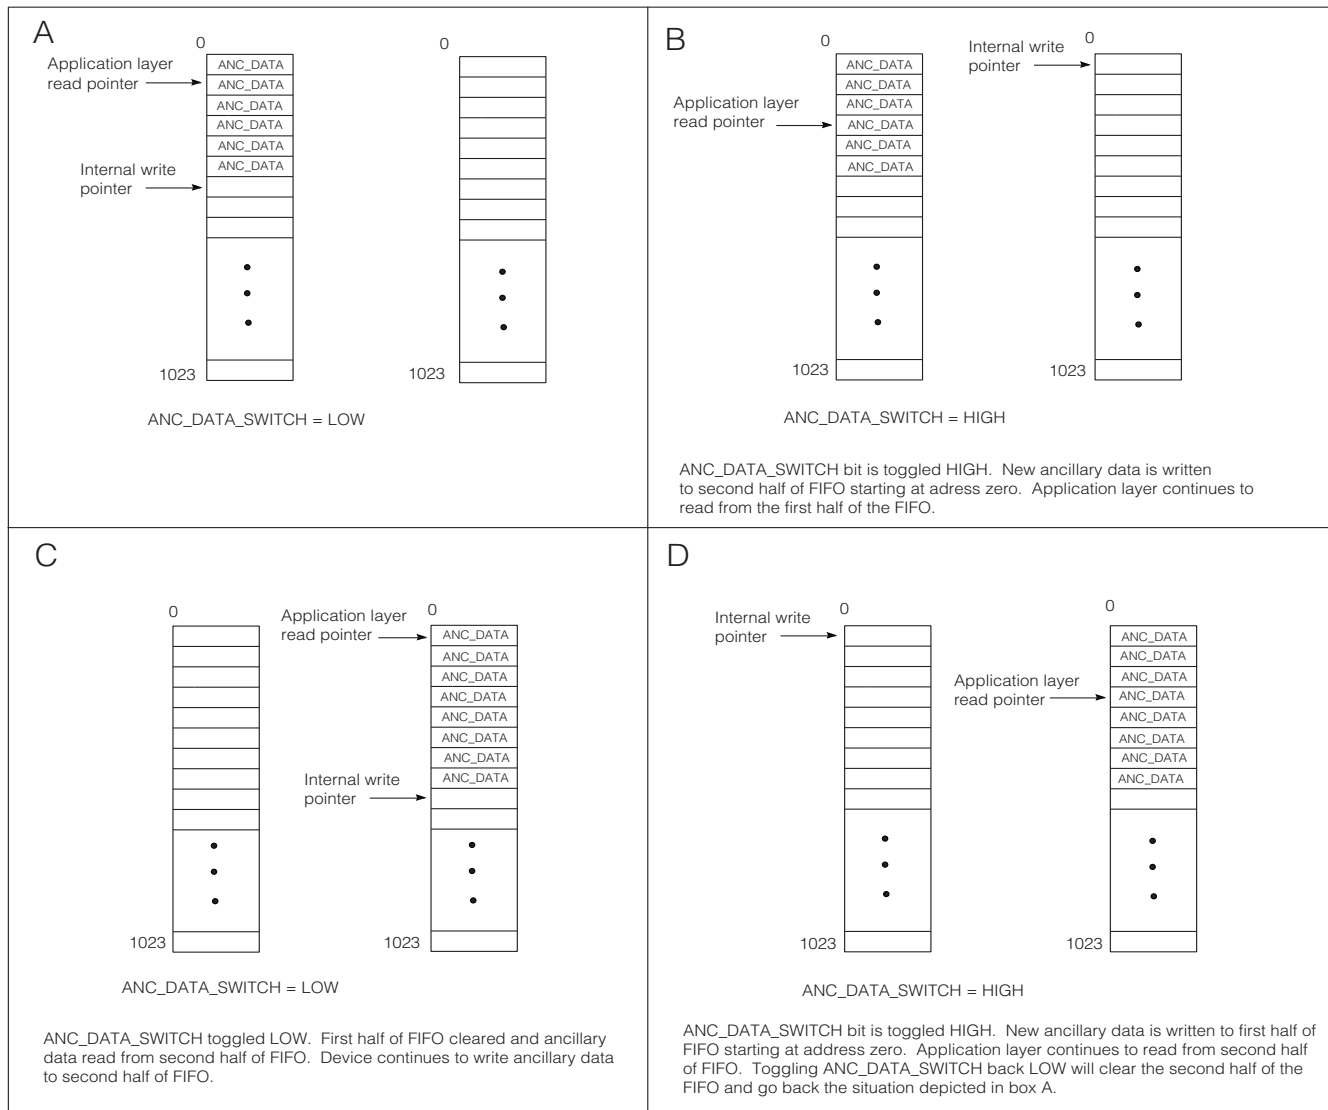 A
0
0
Application layer
read pointer
ANC_DATA
ANC_DATA
ANC_DATA
ANC_DATA
ANC_DATA
ANC_DATA
Internal write
pointer
1023
1023
ANC_DATA_SWITCH = LOW
B
0
0
Internal write
pointer
Application layer
read pointer
ANC_DATA
ANC_DATA
ANC_DATA
ANC_DATA
ANC_DATA
ANC_DATA
1023
1023
ANC_DATA_SWITCH = HIGH
ANC_DATA_SWITCH bit is toggled HIGH. New ancillary data is written
to second half of FIFO starting at adress zero. Application layer continues to
read from the first half of the FIFO.
C
0
0
Application layer
read pointer
ANC_DATA
ANC_DATA
ANC_DATA
ANC_DATA
ANC_DATA
ANC_DATA
ANC_DATA
ANC_DATA
Internal write
pointer
1023
1023
ANC_DATA_SWITCH = LOW
ANC_DATA_SWITCH toggled LOW. First half of FIFO cleared and ancillary
data read from second half of FIFO. Device continues to write ancillary data
to second half of FIFO.
D
0
0
Internal write
pointer
Application layer
read pointer
ANC_DATA
ANC_DATA
ANC_DATA
ANC_DATA
ANC_DATA
ANC_DATA
ANC_DATA
ANC_DATA
1023
1023
ANC_DATA_SWITCH = HIGH
ANC_DATA_SWITCH bit is toggled HIGH. New ancillary data is written to first half of
FIFO starting at address zero. Application layer continues to read from second half
of FIFO. Toggling ANC_DATA_SWITCH back LOW will clear the second half of the
FIFO and go back the situation depicted in box A.